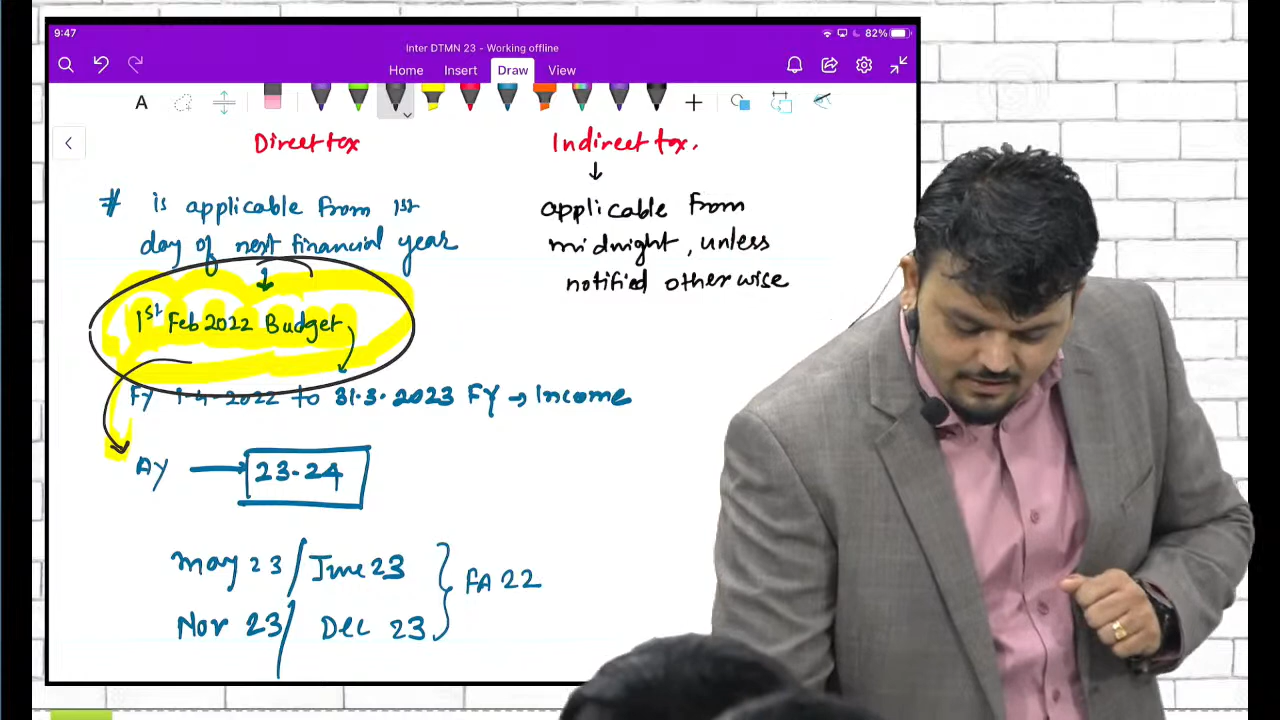 9:47
Inter DTMN 23 - Working offline
82%
Home Insert Draw View
A
Direct tax
Indirect tax.
# is applicable from 1st
day of next financial year
applicable from
midnight, unless
notified otherwise
1st Feb 2022 Budget
FY 1-4-2022 to 31.3.2023 FY → Income
AY → 23-24
May 23 / June 23
Nov 23 / Dec 23
} FA 22